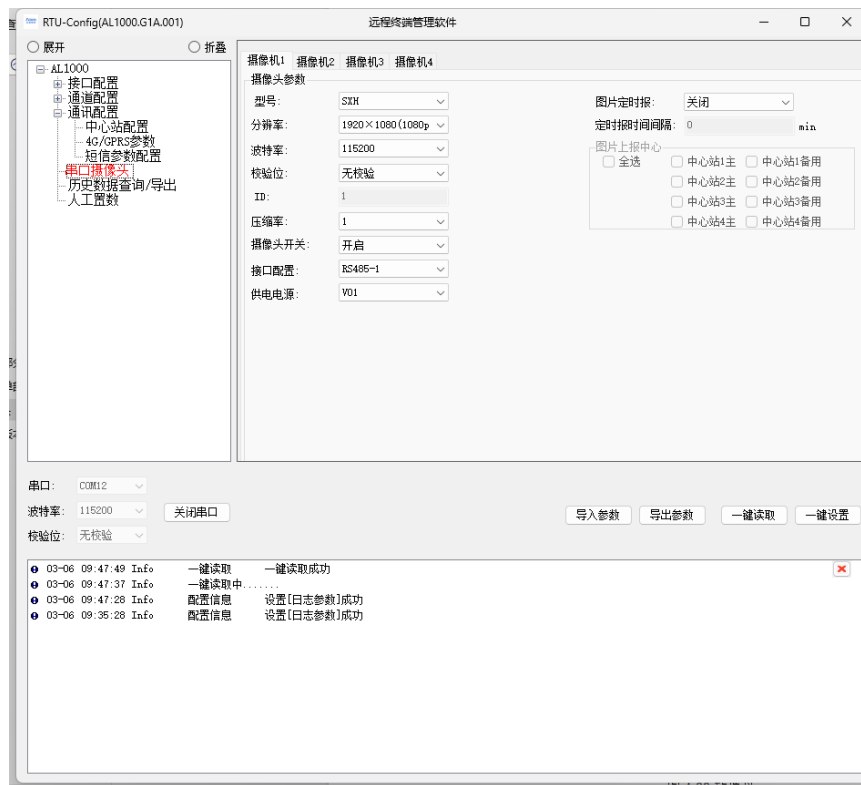 RTU-Config(AL1000.G1A.001)
远程终端管理软件
展开
折叠
AL1000
接口配置
通道配置
通讯配置
中心站配置
4G/GPRS参数
短信参数配置
串口摄像头
历史数据查询/导出
人工置数
摄像机1 摄像机2 摄像机3 摄像机4
摄像头参数
型号: SXH
分辨率: 1920×1080(1080p
波特率: 115200
校验位: 无校验
ID: 1
压缩率: 1
摄像头开关: 开启
接口配置: RS485-1
供电电源: V01
图片定时报: 关闭
定时报时间间隔: 0 min
图片上报中心
全选 中心站1主 中心站1备用
中心站2主 中心站2备用
中心站3主 中心站3备用
中心站4主 中心站4备用
串口: COM12
波特率: 115200 关闭串口
校验位: 无校验
导入参数 导出参数 一键读取 一键设置
03-06 09:47:49 Info 一键读取 一键读取成功
03-06 09:47:37 Info 一键读取中.......
03-06 09:47:28 Info 配置信息 设置[日志参数]成功
03-06 09:35:28 Info 配置信息 设置[日志参数]成功